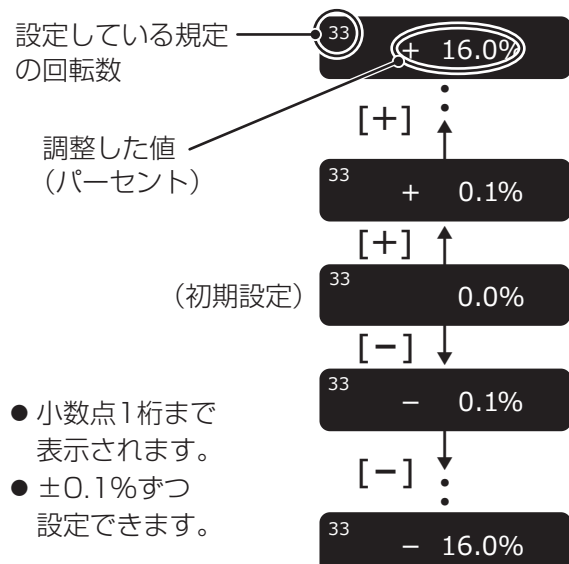 設定している規定
の回転数
33
+ 16.0%
[+]
調整した値
（パーセント）
33
+ 0.1%
[+]
（初期設定）
33
0.0%
[−]
33
− 0.1%
● 小数点1桁まで
表示されます。
[−]
● ±0.1%ずつ
設定できます。
33
− 16.0%